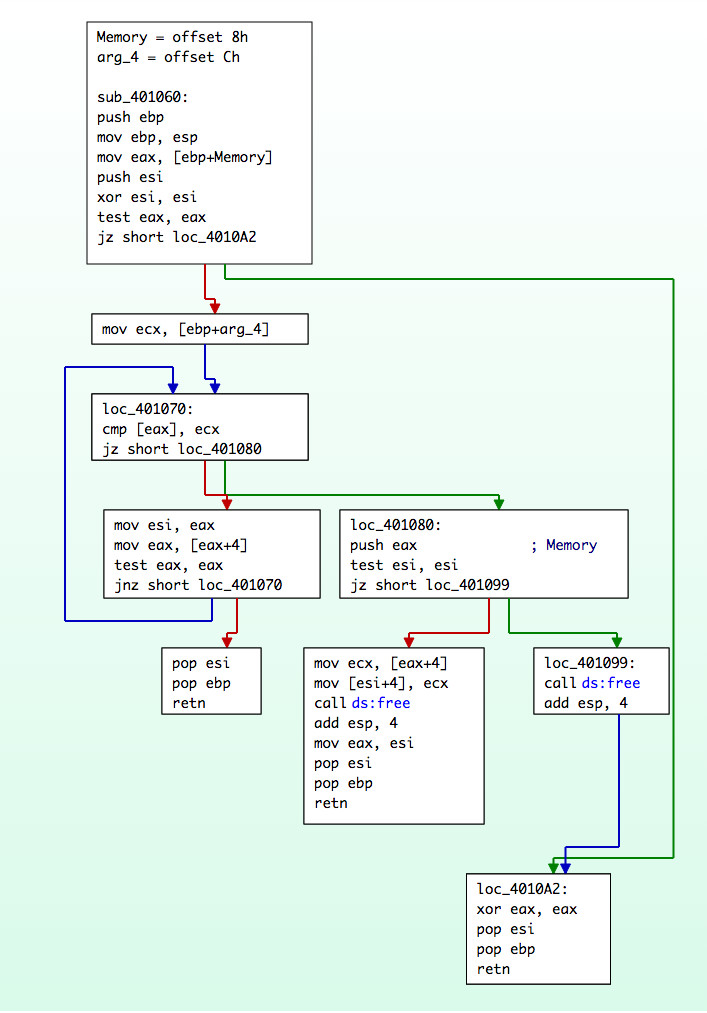 Memory = offset 8h
arg_4 = offset Ch
sub_401060:
push ebp
mov ebp, esp
mov eax, [ebp+Memory]
push esi
xor esi, esi
test eax, eax
jz short loc_4010A2
mov ecx, [ebp+arg_4]
loc_401070:
cmp [eax], ecx
jz short loc_401080
mov esi, eax
mov eax, [eax+4]
test eax, eax
jnz short loc_401070
loc_401080:
push eax ; Memory
test esi, esi
jz short loc_401099
pop esi
pop ebp
retn
mov ecx, [eax+4]
mov [esi+4], ecx
call ds:free
add esp, 4
mov eax, esi
pop esi
pop ebp
retn
loc_401099:
call ds:free
add esp, 4
loc_4010A2:
xor eax, eax
pop esi
pop ebp
retn